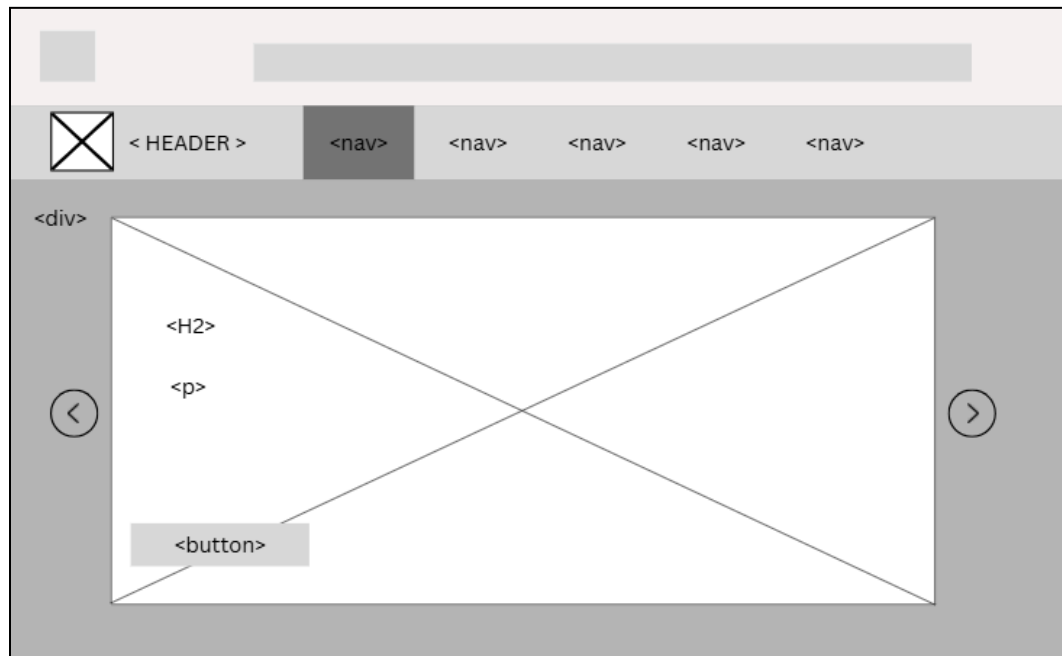 < HEADER >
<nav>
<nav>
<nav>
<nav>
<nav>
<div>
<H2>
<p>
<button>